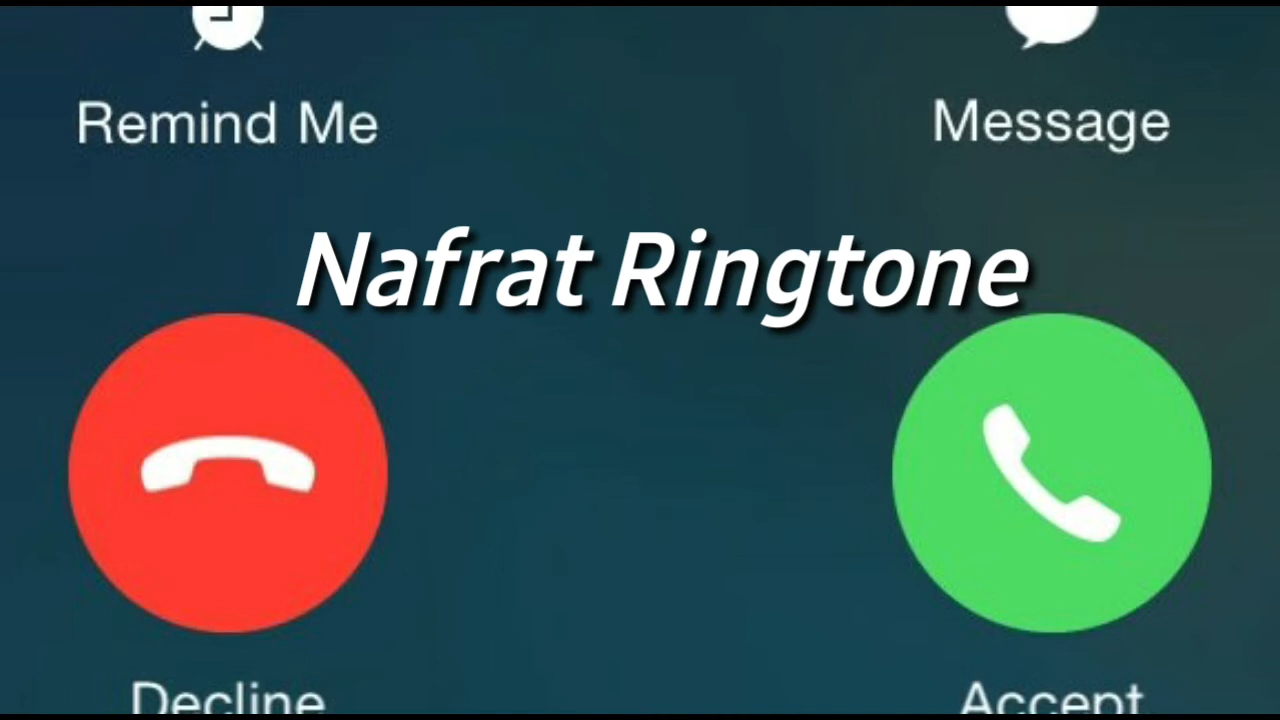 Remind Me
Message
Nafrat Ringtone
Decline
Accept